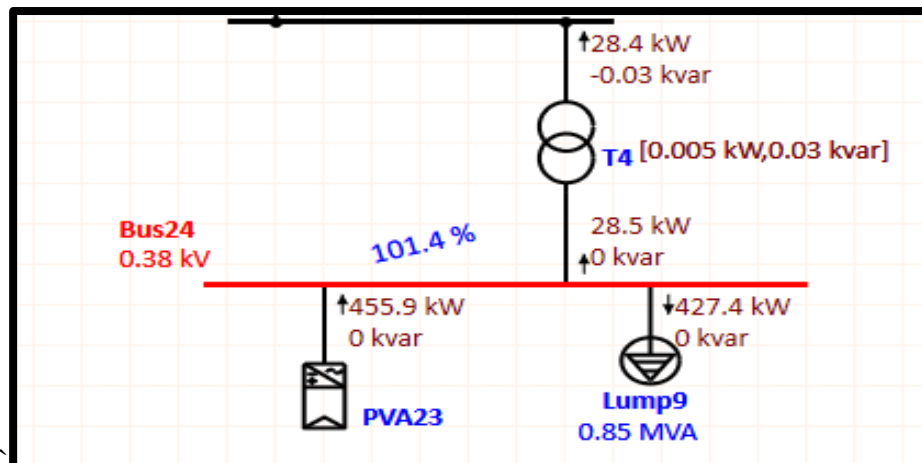 ↑28.4 kW
-0.03 kvar
T4 [0.005 kW,0.03 kvar]
Bus24
0.38 kV
101.4 %
28.5 kW
↑0 kvar
↑455.9 kW
0 kvar
↓427.4 kW
0 kvar
PVA23
Lump9
0.85 MVA